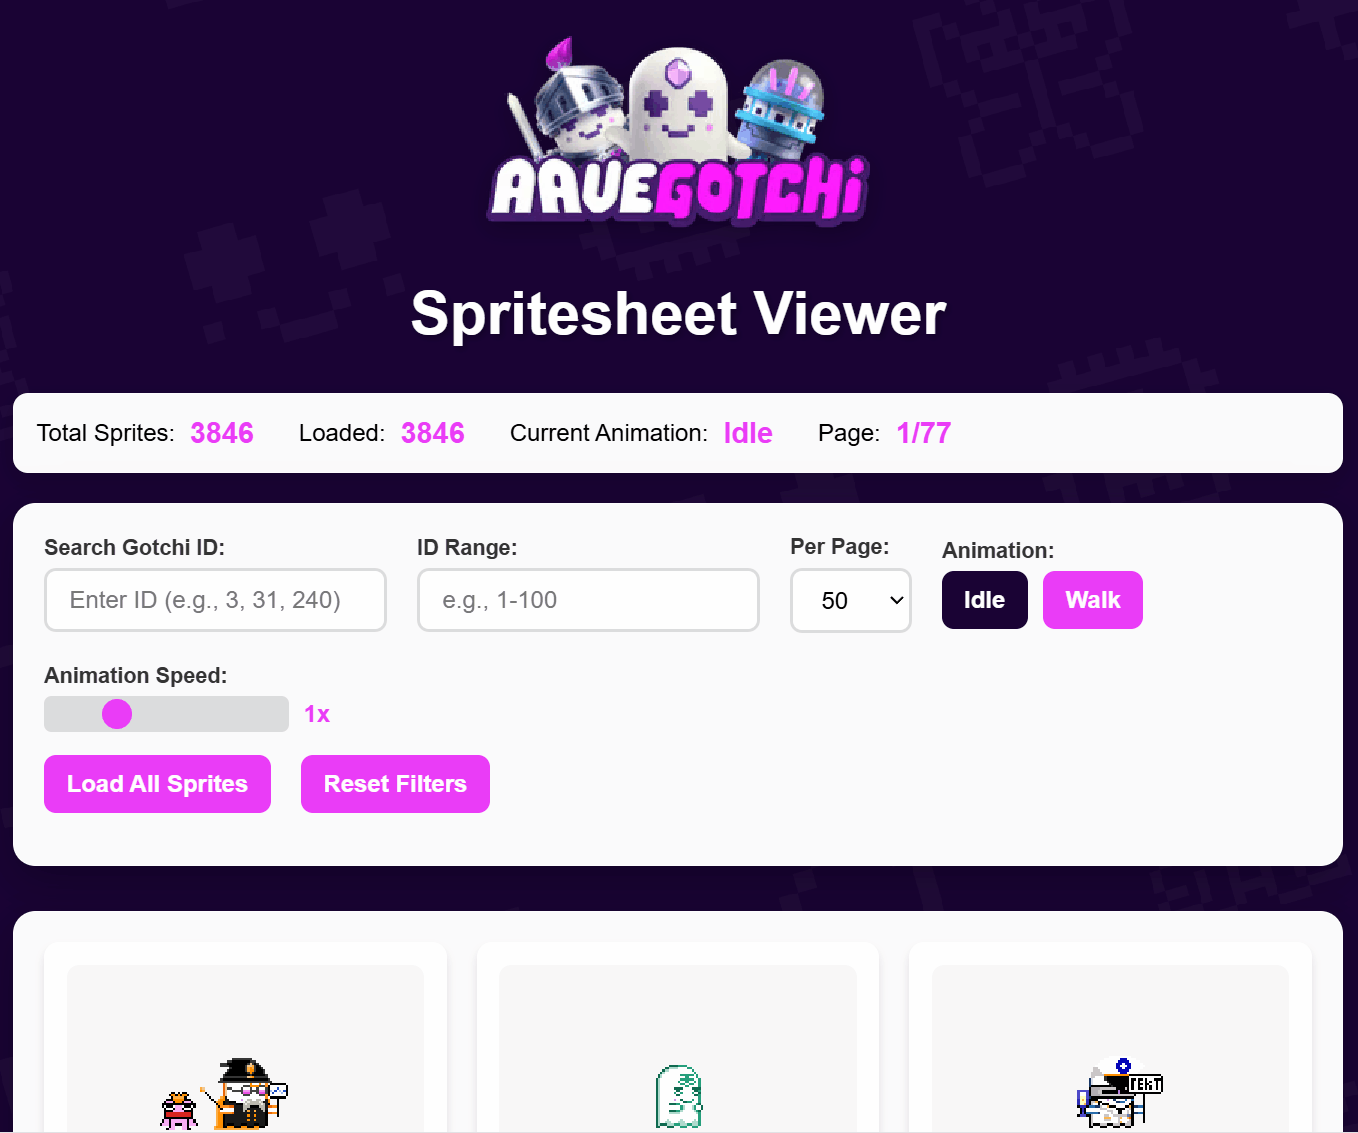 AAVEGOTCHi
Spritesheet Viewer
Total Sprites: 3846 Loaded: 3846 Current Animation: Idle Page: 1/77
Search Gotchi ID: ID Range: Per Page: Animation:
Enter ID (e.g., 3, 31, 240) e.g., 1-100 50 Idle Walk
Animation Speed:
1x
Load All Sprites Reset Filters
REKT